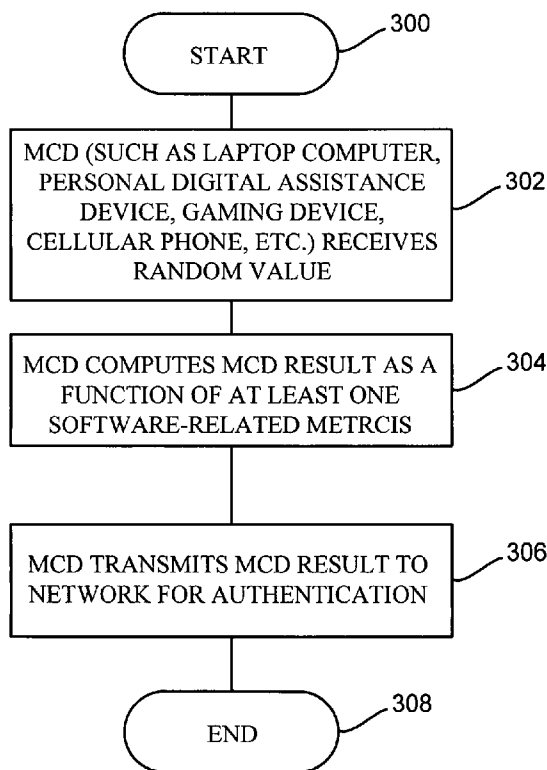 START
300
MCD (SUCH AS LAPTOP COMPUTER,
PERSONAL DIGITAL ASSISTANCE
DEVICE, GAMING DEVICE,
CELLULAR PHONE, ETC.) RECEIVES
RANDOM VALUE
302
MCD COMPUTES MCD RESULT AS A
FUNCTION OF AT LEAST ONE
SOFTWARE-RELATED METRCIS
304
MCD TRANSMITS MCD RESULT TO
NETWORK FOR AUTHENTICATION
306
END
308